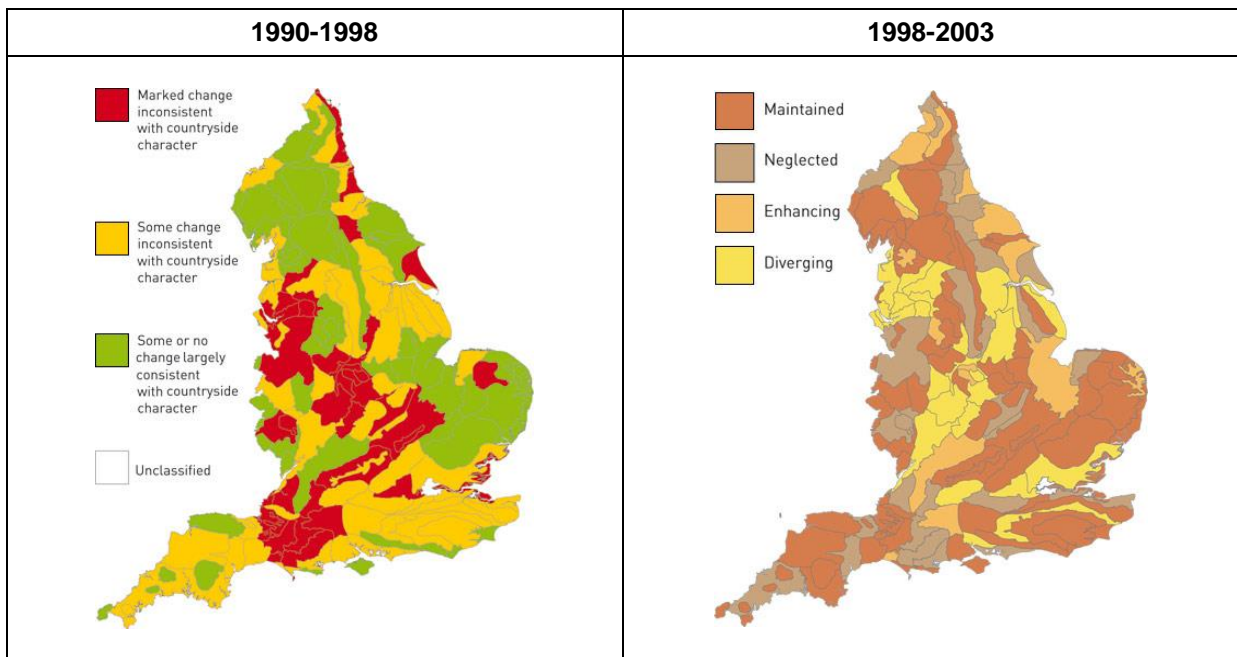 1990-1998
1998-2003
Marked change
inconsistent
with countryside
character
Some change
inconsistent
with countryside
character
Some or no
change largely
consistent
with countryside
character
Unclassified
Maintained
Neglected
Enhancing
Diverging